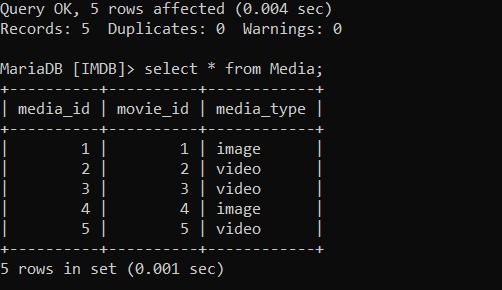 Query OK, 5 rows affected (0.004 sec)
Records: 5  Duplicates: 0  Warnings: 0

MariaDB [IMDB]> select * from Media;
+----------+----------+------------+
| media_id | movie_id | media_type |
+----------+----------+------------+
|        1 |        1 | image      |
|        2 |        2 | video      |
|        3 |        3 | video      |
|        4 |        4 | image      |
|        5 |        5 | video      |
+----------+----------+------------+
5 rows in set (0.001 sec)